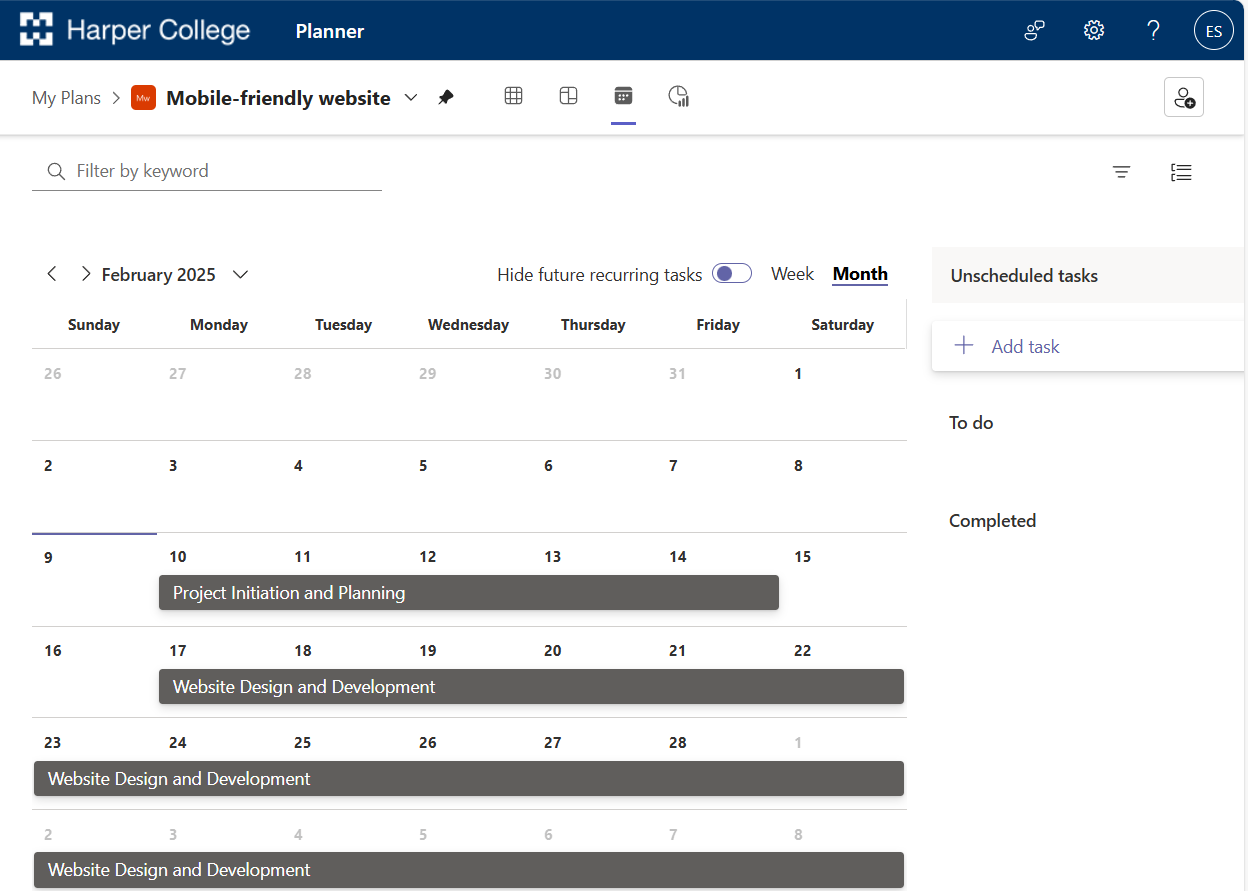 Harper College Planner ? ES
My Plans > Mw Mobile-friendly website
Filter by keyword
February 2025 Hide future recurring tasks Week Month
Unscheduled tasks
Sunday Monday Tuesday Wednesday Thursday Friday Saturday
Add task
26 27 28 29 30 31 1
To do
2 3 4 5 6 7 8
Completed
9 10 11 12 13 14 15
Project Initiation and Planning
16 17 18 19 20 21 22
Website Design and Development
23 24 25 26 27 28 1
Website Design and Development
2 3 4 5 6 7 8
Website Design and Development